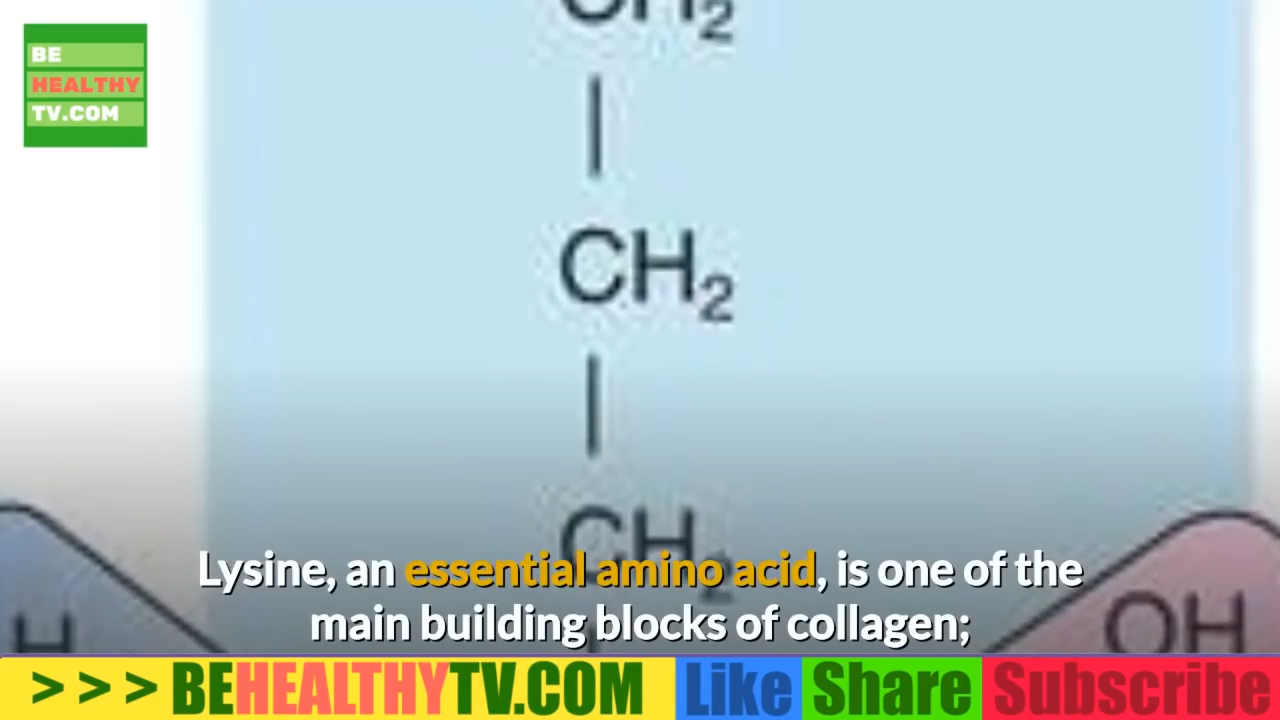 BE
HEALTHY
TV.COM
CH₂
CH₂
CH₂
Lysine, an essential amino acid, is one of the
main building blocks of collagen;
H
OH
> > > BEHEALTHYTV.COM Like Share Subscribe